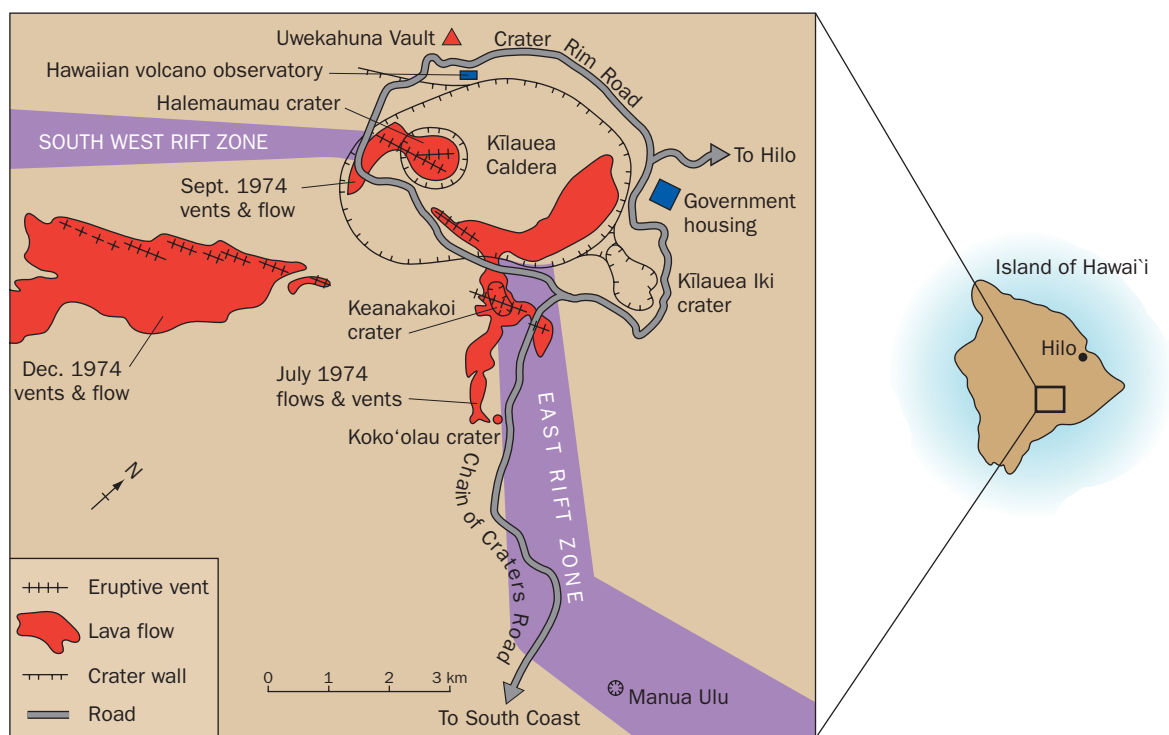 Uwekahuna Vault
Crater Rim Road
Hawaiian volcano observatory
Halemaumau crater
SOUTH WEST RIFT ZONE
Kīlauea
Caldera
To Hilo
Sept. 1974
vents & flow
Government
housing
Island of Hawai`i
Kīlauea Iki
crater
Keanakakoi
crater
Hilo
Dec. 1974
vents & flow
July 1974
flows & vents
Koko‘olau crater
EAST RIFT ZONE
Chain of Craters Road
N
Eruptive vent
Lava flow
Crater wall
Road
0 1 2 3 km
Manua Ulu
To South Coast